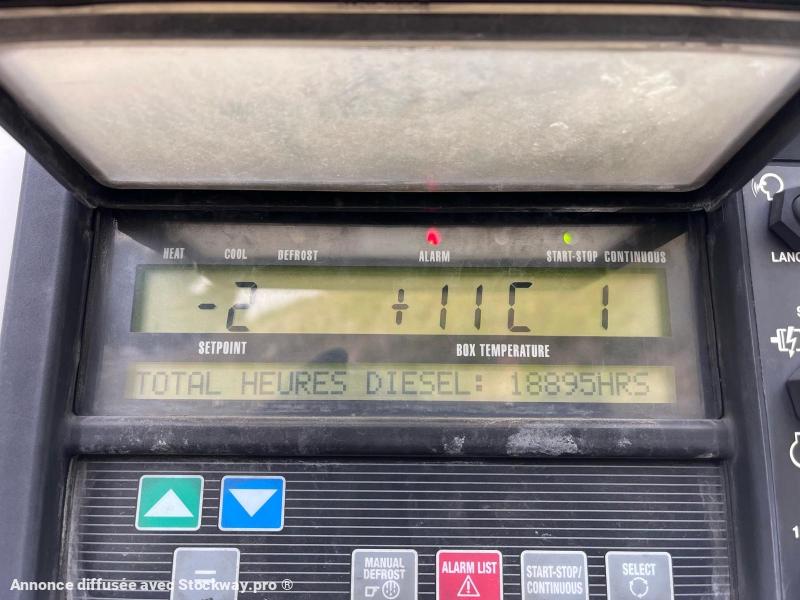 HEAT COOL DEFROST ALARM START-STOP CONTINUOUS
-2 +11C 1
SETPOINT BOX TEMPERATURE
TOTAL HEURES DIESEL: 18895HRS
MANUAL DEFROST
ALARM LIST
START-STOP/
CONTINUOUS
SELECT
Annonce diffusée avec Stockway.pro ®